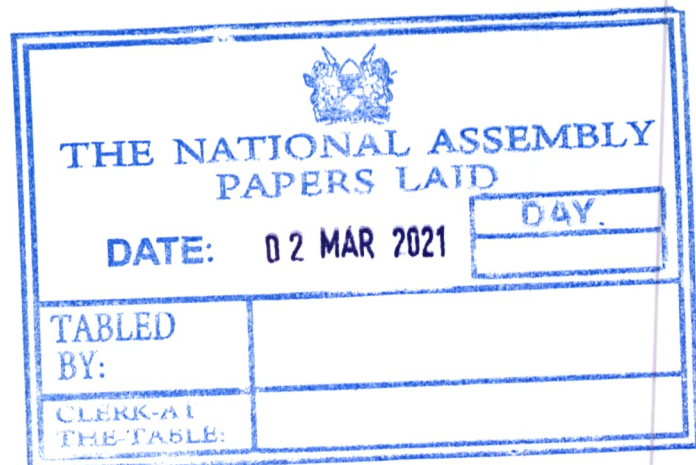 THE NATIONAL ASSEMBLY
PAPERS LAID
DAY.
DATE: 02 MAR 2021
TABLED
BY:
CLERK-AT
THE-TABLE: